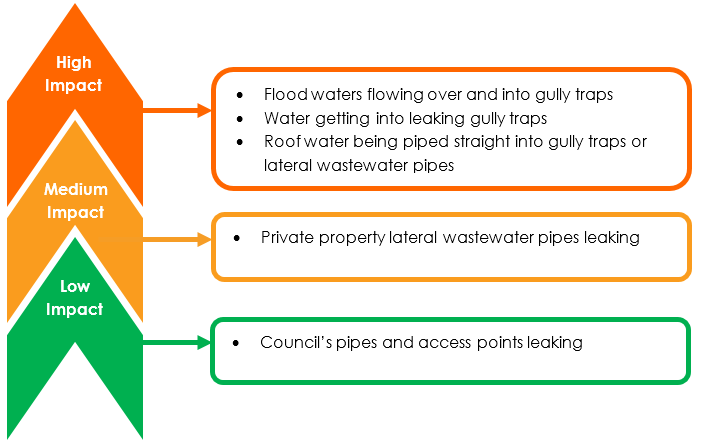 High
Impact
• Flood waters flowing over and into gully traps
• Water getting into leaking gully traps
• Roof water being piped straight into gully traps or
lateral wastewater pipes
Medium
Impact
• Private property lateral wastewater pipes leaking
Low
Impact
• Council's pipes and access points leaking